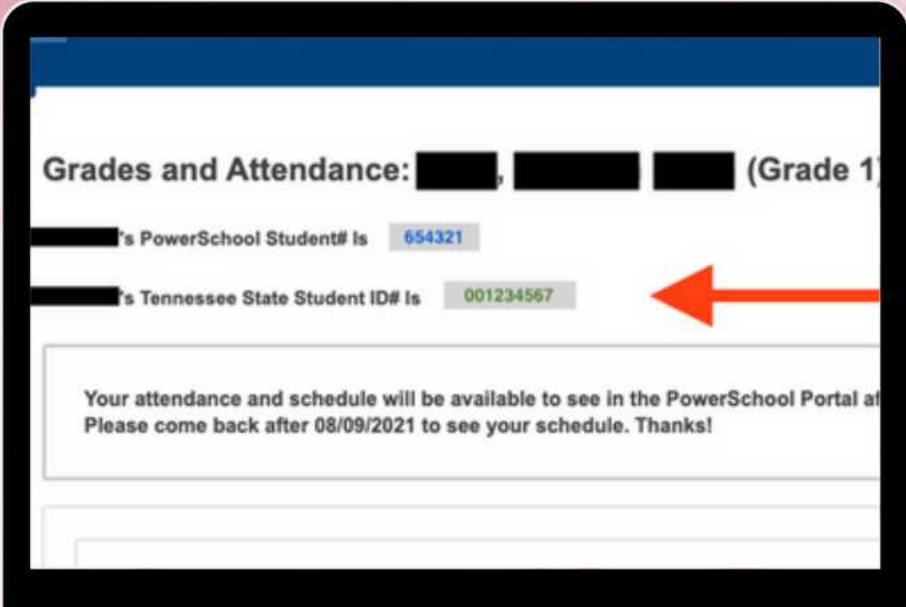 Grades and Attendance: , (Grade 1)
's PowerSchool Student# Is 654321
's Tennessee State Student ID# Is 001234567
Your attendance and schedule will be available to see in the PowerSchool Portal
Please come back after 08/09/2021 to see your schedule. Thanks!